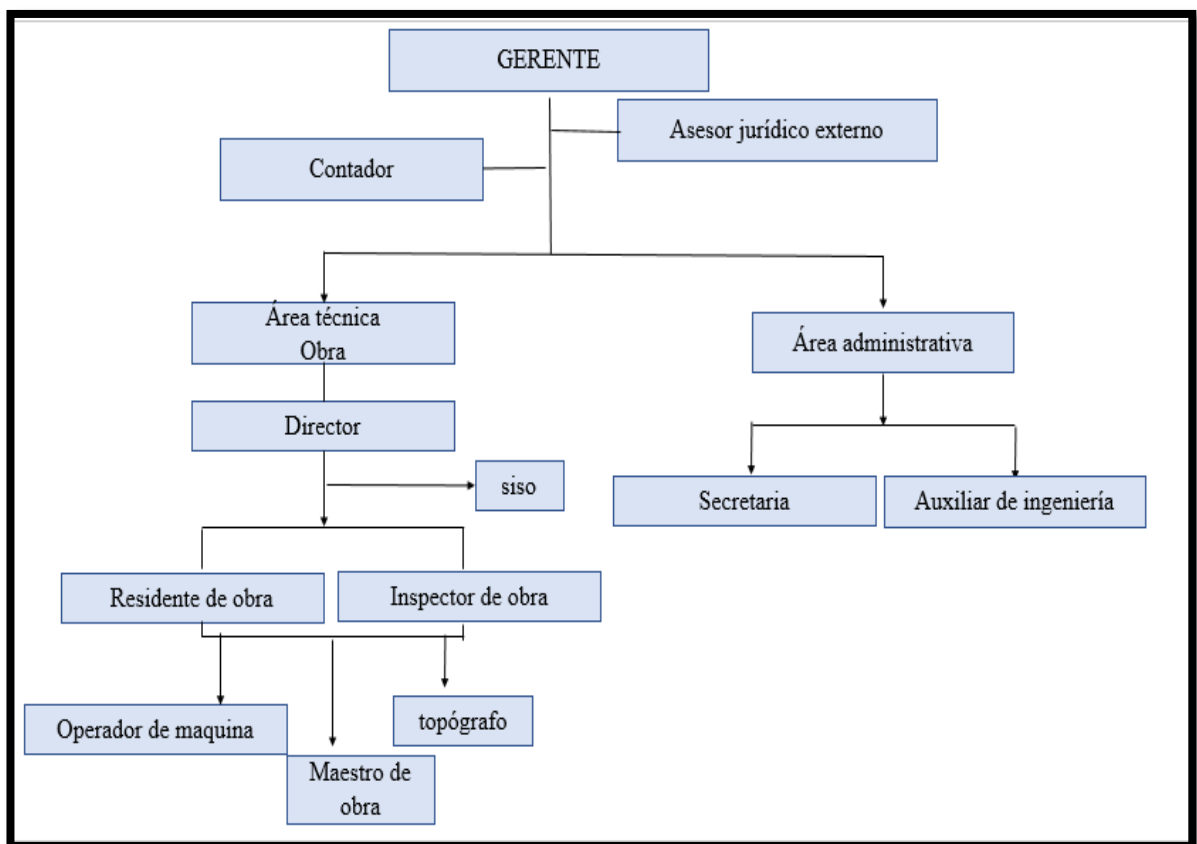 GERENTE
Asesor jurídico externo
Contador
Área técnica
Obra
Área administrativa
Director
siso
Secretaria
Auxiliar de ingeniería
Residente de obra
Inspector de obra
Operador de maquina
topógrafo
Maestro de
obra